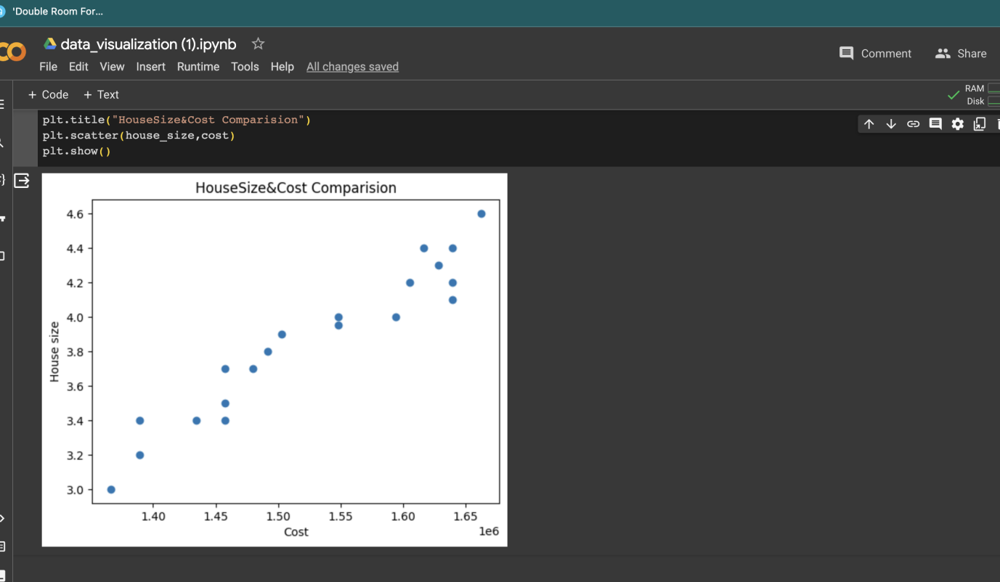 'Double Room For...
data_visualization (1).ipynb
File Edit View Insert Runtime Tools Help All changes saved
Comment Share
+ Code + Text
RAM
Disk
plt.title("HouseSize&Cost Comparision")
plt.scatter(house_size,cost)
plt.show()
HouseSize&Cost Comparision
4.6
4.4
4.2
4.0
3.8
3.6
3.4
3.2
3.0
House size
1.40 1.45 1.50 1.55 1.60 1.65
1e6
Cost